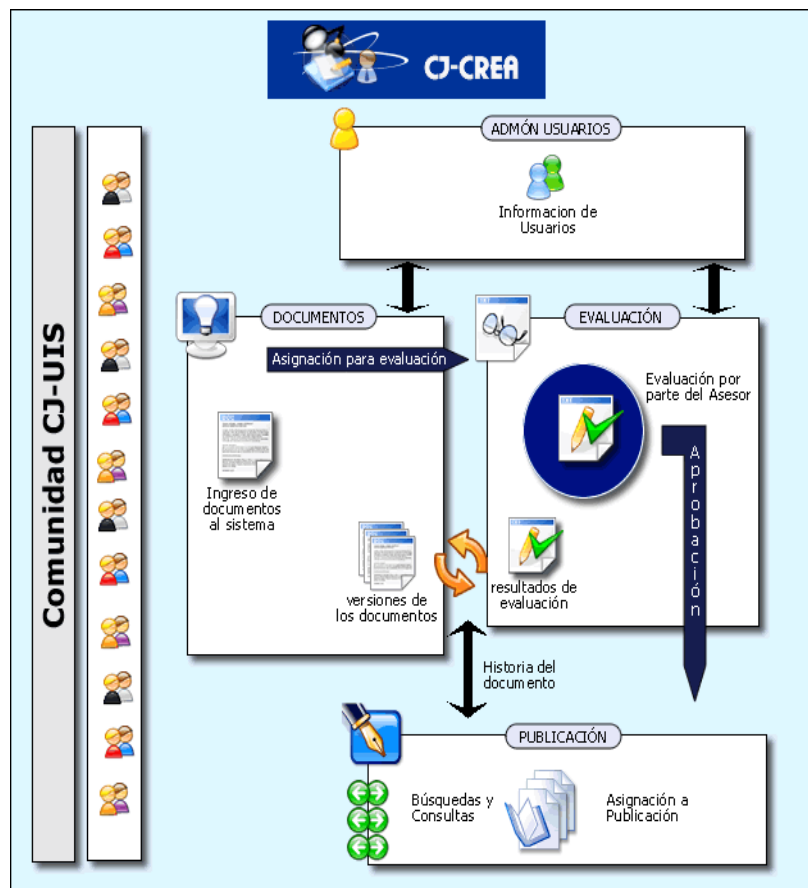 CJ-CREA
ADMÓN USUARIOS
Informacion de
Usuarios
Comunidad CJ-UIS
DOCUMENTOS
EVALUACIÓN
Asignación para evaluación
Evaluación por
parte del Asesor
Ingreso de
documentos
al sistema
Aprobación
versiones de
los documentos
resultados de
evaluación
Historia del
documento
PUBLICACIÓN
Búsquedas y
Consultas
Asignación a
Publicación